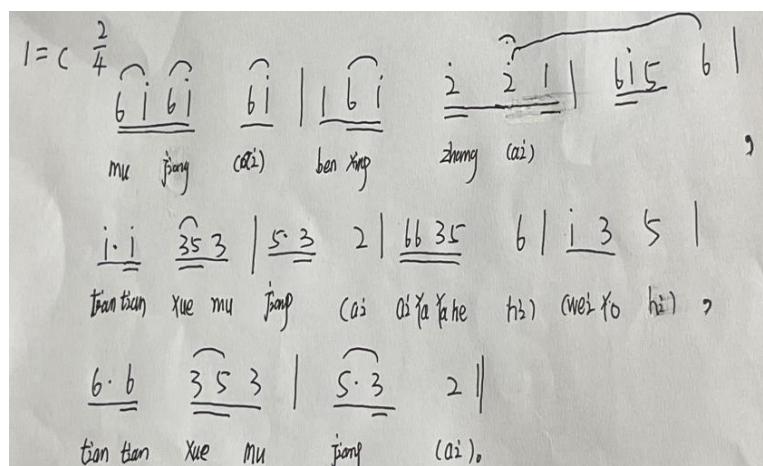 1=C 2/4
6 i̇ 6 i̇ 6 i̇ | 1 6 i̇ 2̇ 2̇ 1 | 6 i̇ 5 6 |
mu jiang (ai) ben xing zhang (ai) ,
i̇· i̇ 3 5 3 | 5· 3 2 | 6 6 3 5 6 | i̇ 3 5 |
tian tian xue mu jiang (ai ai ya ya he hi) (wei yo hi) ,
6· 6 3 5 3 | 5· 3 2 ||
tian tian xue mu jiang (ai)。